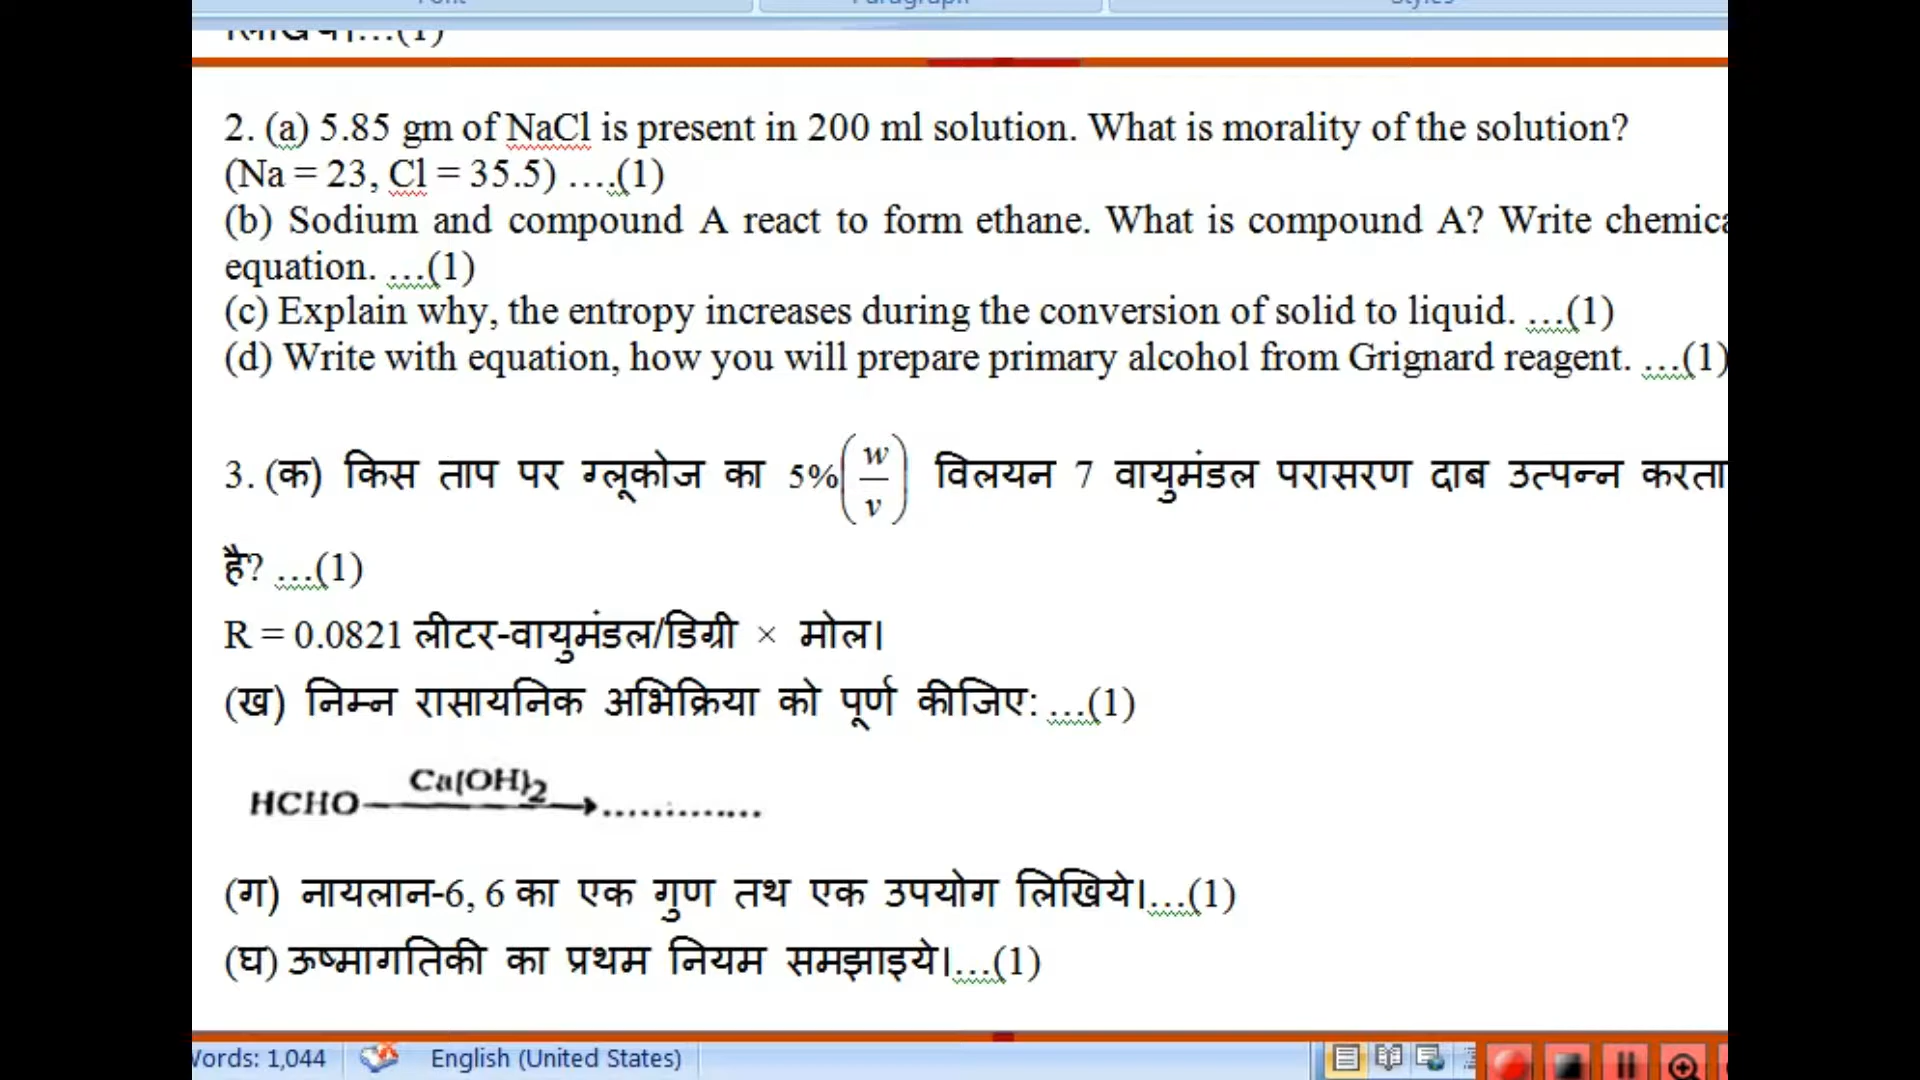 Font Paragraph Styles
लिखिये।...(1)
2. (a) 5.85 gm of NaCl is present in 200 ml solution. What is morality of the solution?
(Na = 23, Cl = 35.5) ....(1)
(b) Sodium and compound A react to form ethane. What is compound A? Write chemica
equation. ...(1)
(c) Explain why, the entropy increases during the conversion of solid to liquid. ...(1)
(d) Write with equation, how you will prepare primary alcohol from Grignard reagent. ...(1)
3. (क) किस ताप पर ग्लूकोज का 5% (w/v) विलयन 7 वायुमंडल परासरण दाब उत्पन्न करता
है? ...(1)
R = 0.0821 लीटर-वायुमंडल/डिग्री × मोल।
(ख) निम्न रासायनिक अभिक्रिया को पूर्ण कीजिए: ...(1)
Ca(OH)2
HCHO→.............
(ग) नायलान-6, 6 का एक गुण तथ एक उपयोग लिखिये।...(1)
(घ) ऊष्मागतिकी का प्रथम नियम समझाइये।...(1)
Words: 1,044 English (United States)